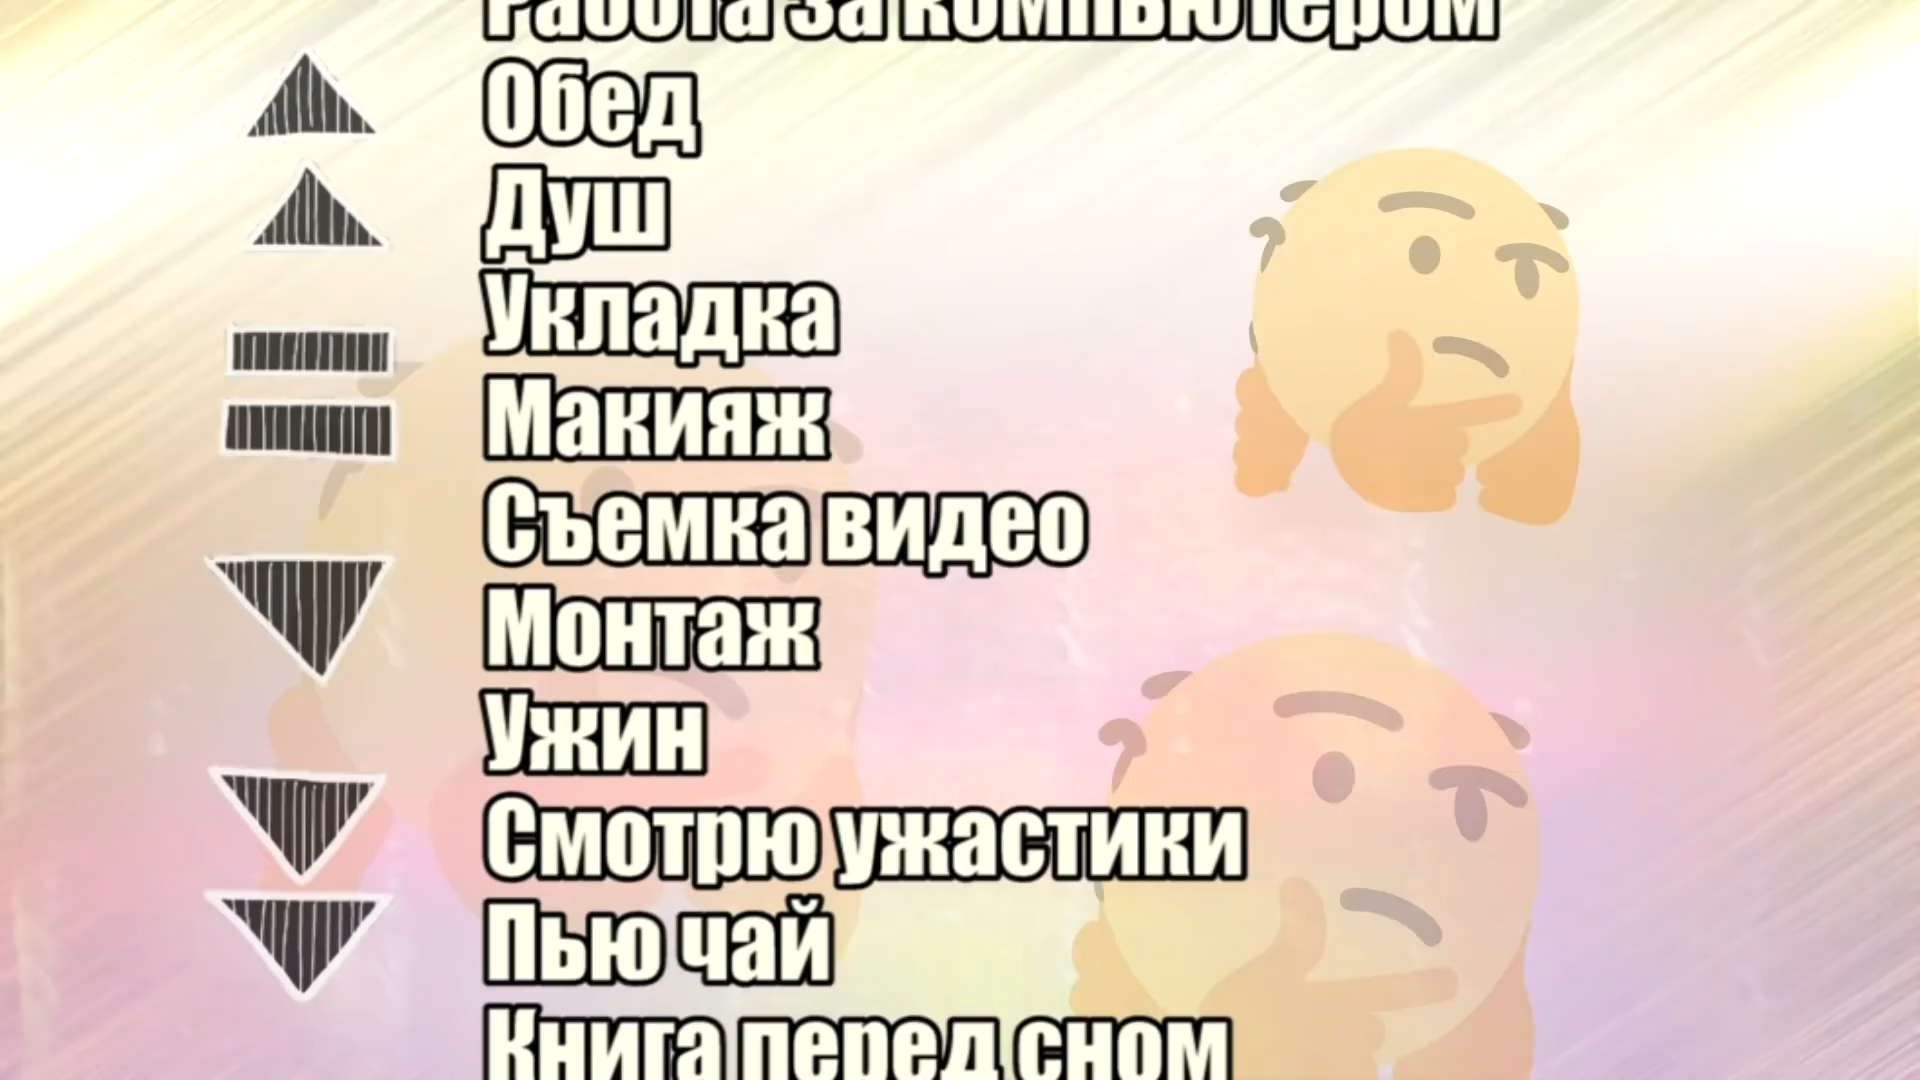 Работа за компьютером
Обед
Душ
Укладка
Макияж
Съемка видео
Монтаж
Ужин
Смотрю ужастики
Пью чай
Книга перед сном